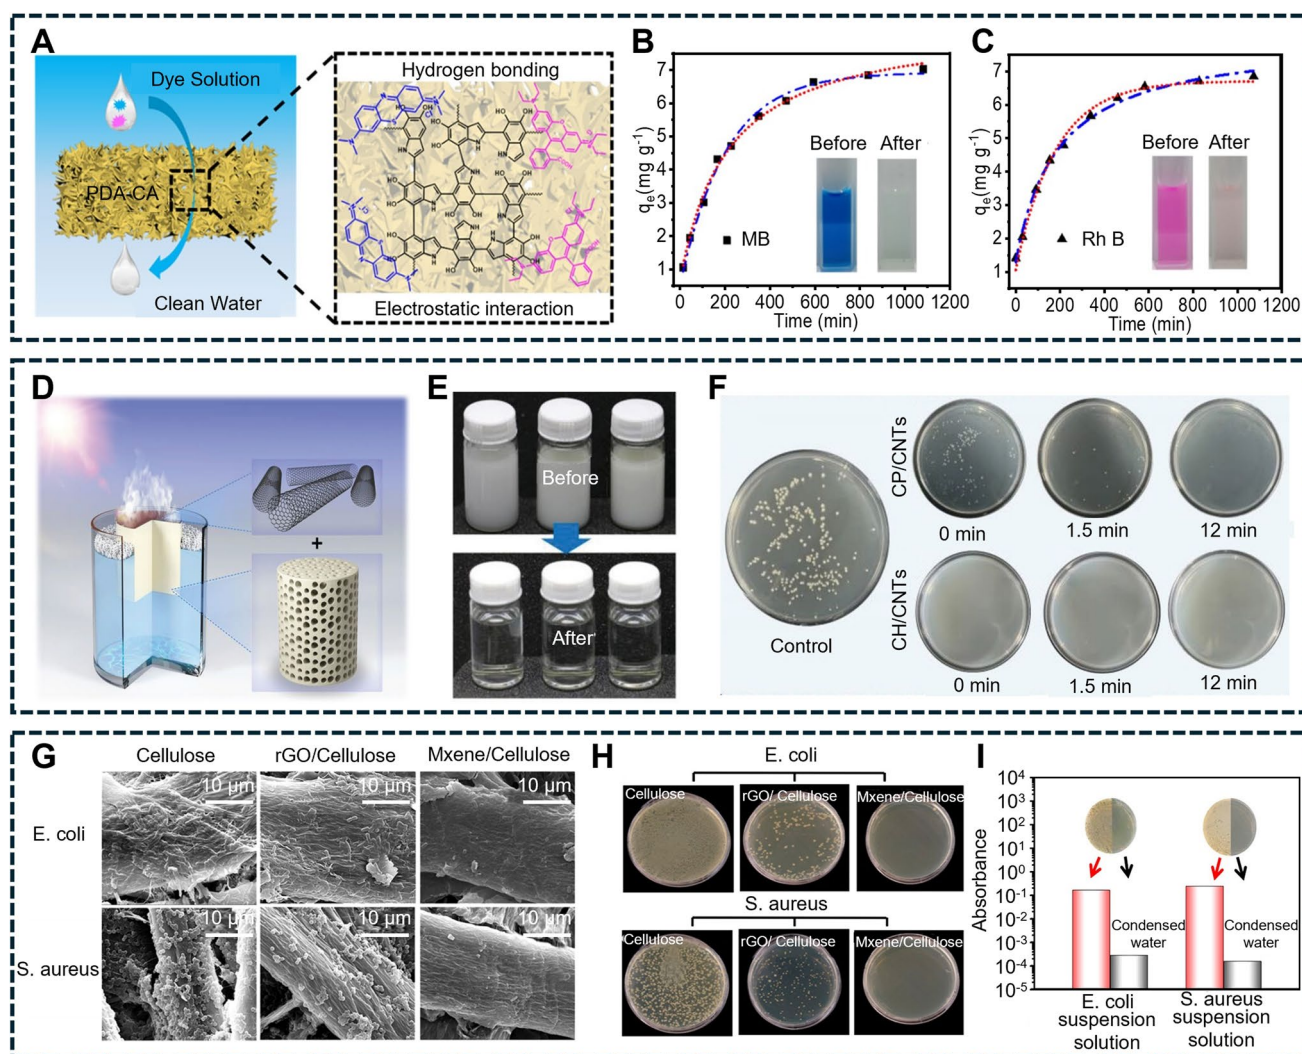 A
Dye Solution
PDA-CA
Clean Water
Hydrogen bonding
Electrostatic interaction
B
qe(mg g-1)
7
6
5
4
3
2
1
Before
After
MB
0
200
400
600
800
1000
1200
Time (min)
C
qe(mg g-1)
7
6
5
4
3
2
1
Before
After
Rh B
0
200
400
600
800
1000
1200
Time (min)
D
+
E
Before
After
F
Control
CP/CNTs
0 min
1.5 min
12 min
CH/CNTs
0 min
1.5 min
12 min
G
Cellulose
rGO/Cellulose
Mxene/Cellulose
E. coli
10 μm
10 μm
10 μm
S. aureus
10 μm
10 μm
10 μm
H
E. coli
Cellulose
rGO/ Cellulose
Mxene/Cellulose
S. aureus
Cellulose
rGO/ Cellulose
Mxene/Cellulose
I
Absorbance
10^4
10^3
10^2
10^1
10^0
10^-1
10^-2
10^-3
10^-4
10^-5
Condensed
water
Condensed
water
E. coli
suspension
solution
S. aureus
suspension
solution